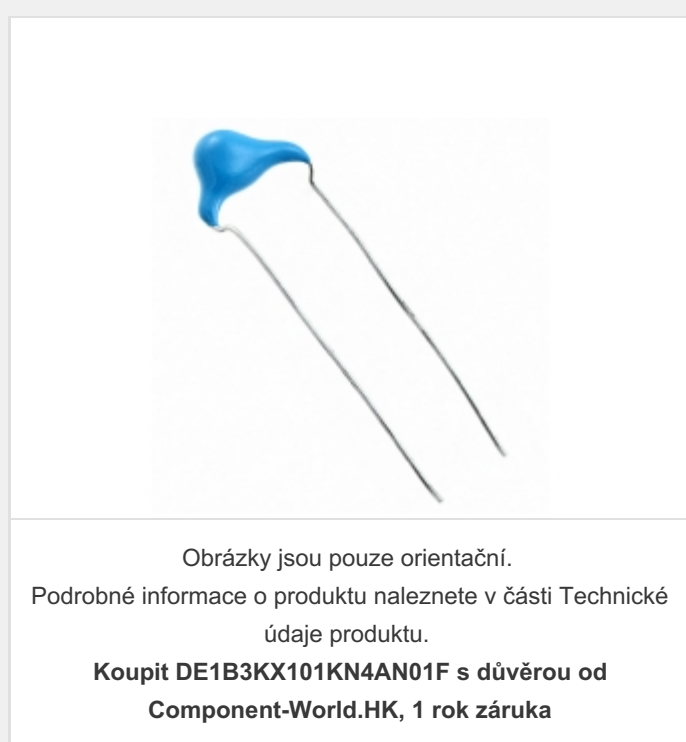 Obrázky jsou pouze orientační.
Podrobné informace o produktu naleznete v části Technické
údaje produktu.
Koupit DE1B3KX101KN4AN01F s důvěrou od
Component-World.HK, 1 rok záruka